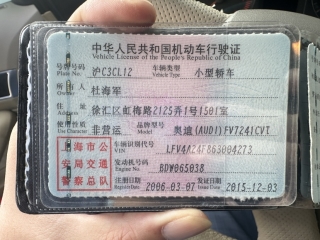 中华人民共和国机动车行驶证
Vehicle License of the People's Republic of China
号牌号码 沪C3CL12 车辆类型 小型轿车
Plate No. Vehicle Type
所有人 杜海军
Owner
住址 徐汇区虹梅路2125弄1号1501室
Address
使用性质 非营运 品牌型号 奥迪(AUDI)FV7241CVT
Use Character Model
上海市公安局交通警察总队
车辆识别代号 LFV4A24F863004273
VIN
发动机号码 BDW065038
Engine No.
注册日期 2006-03-07 发证日期 2015-12-03
Register Date Issue Date